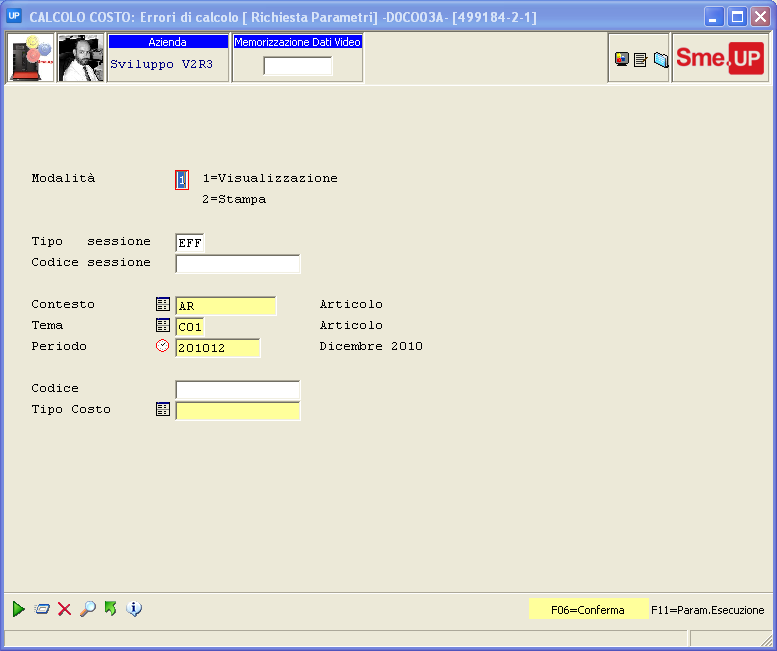 UP CALCOLO COSTO: Errori di calcolo [ Richiesta Parametri] -D0CO03A- [499184-2-1]
Azienda
Sviluppo V2R3
Memorizzazione Dati Video
Sme.UP
Modalità 1 1=Visualizzazione
2=Stampa
Tipo sessione EFF
Codice sessione
Contesto AR Articolo
Tema CO1 Articolo
Periodo 201012 Dicembre 2010
Codice
Tipo Costo
F06=Conferma F11=Param.Esecuzione